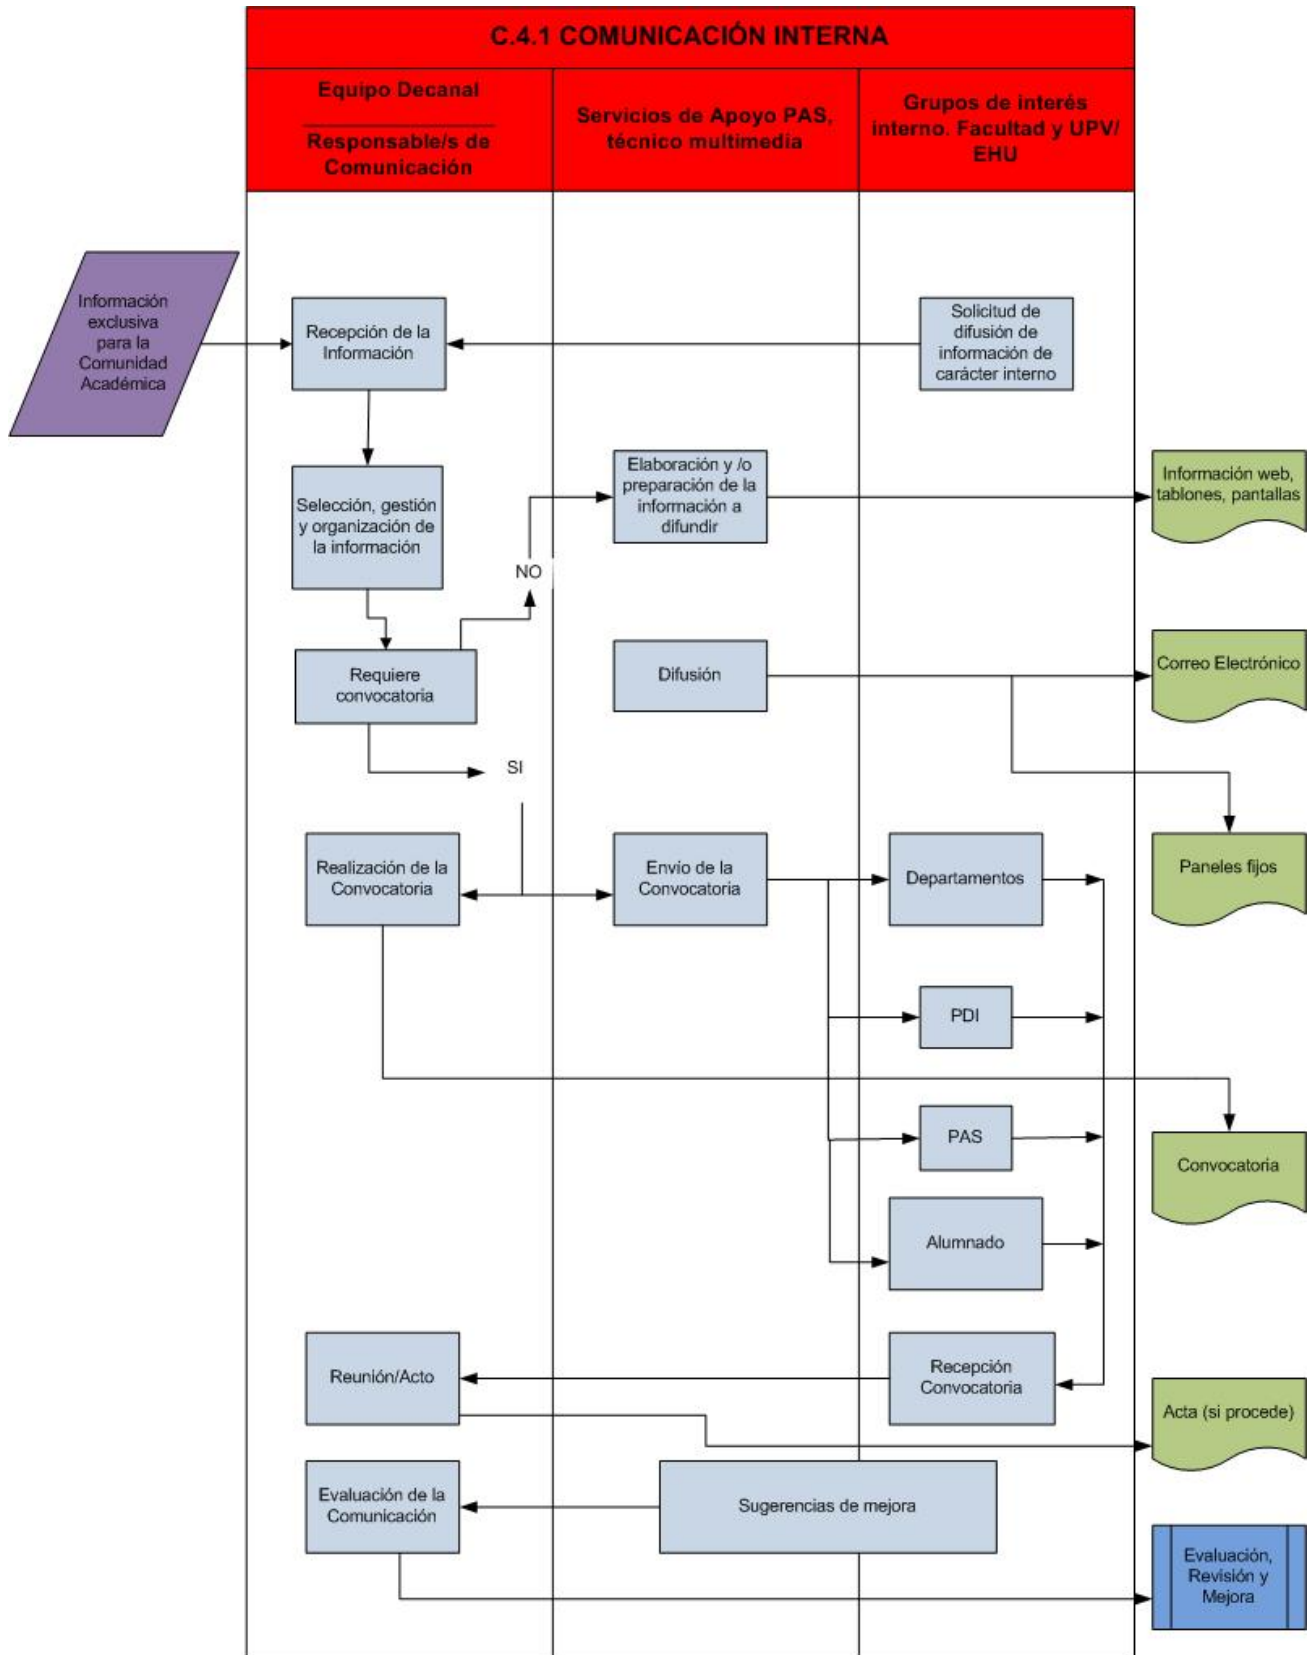 C.4.1 COMUNICACIÓN INTERNA
Equipo Decanal
Responsable/s de
Comunicación
Servicios de Apoyo PAS,
técnico multimedia
Grupos de interés
interno. Facultad y UPV/
EHU
Información
exclusiva
para la
Comunidad
Académica
Recepción de la
Información
Solicitud de
difusión de
información de
carácter interno
Selección, gestión
y organización de
la información
Elaboración y /o
preparación de la
información a
difundir
Información web,
tablones, pantallas
NO
Requiere
convocatoria
Difusión
Correo Electrónico
SI
Realización de la
Convocatoria
Envío de la
Convocatoria
Departamentos
Paneles fijos
PDI
PAS
Convocatoria
Alumnado
Reunión/Acto
Recepción
Convocatoria
Acta (si procede)
Evaluación de la
Comunicación
Sugerencias de mejora
Evaluación,
Revisión y
Mejora